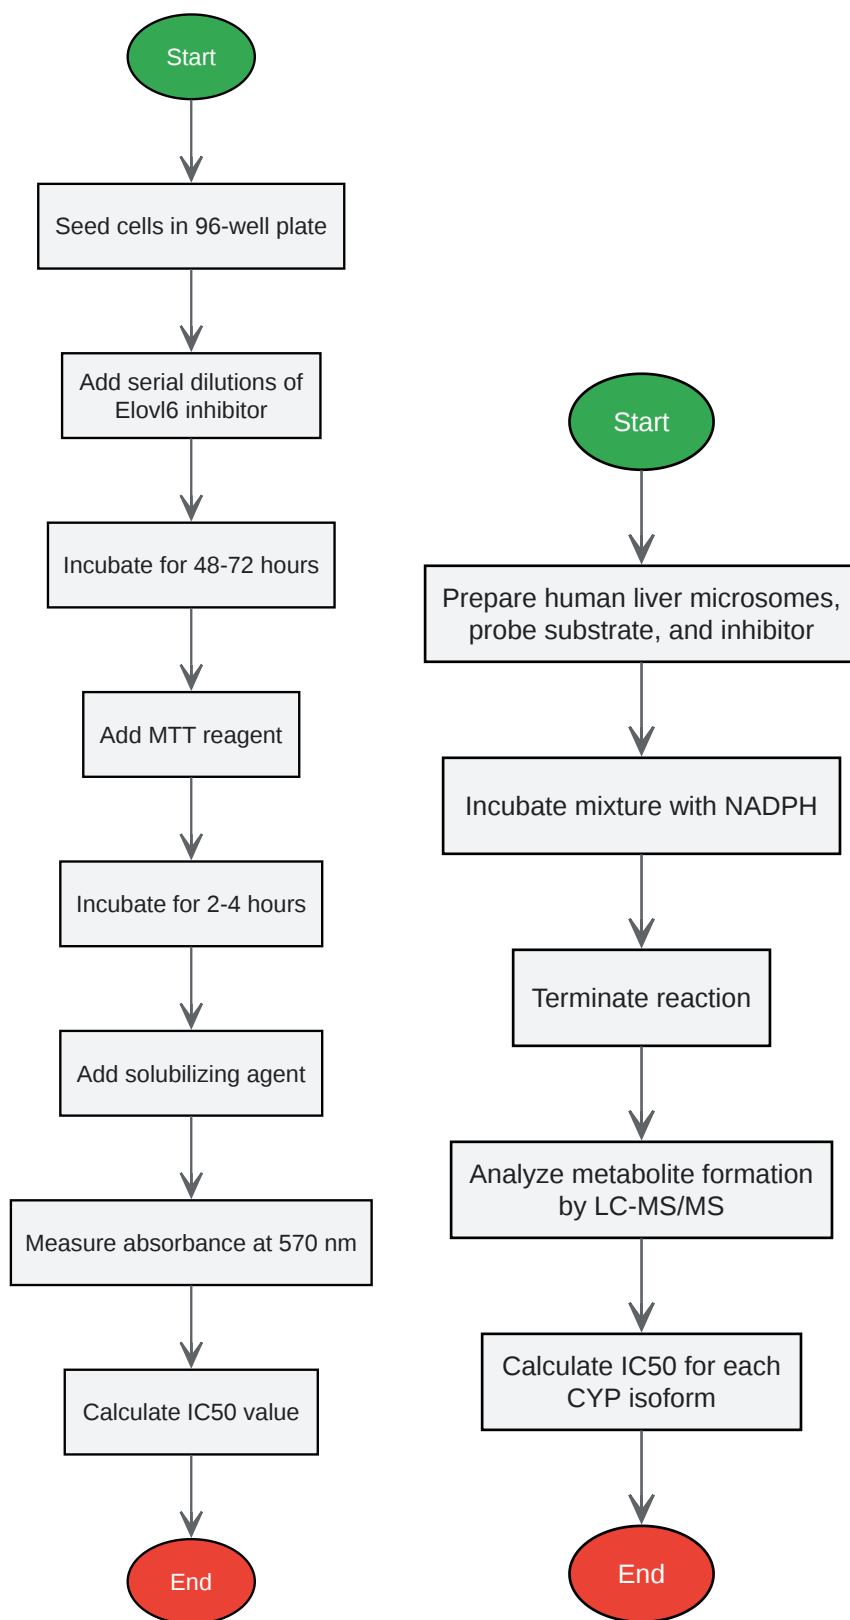 Start
Seed cells in 96-well plate
Add serial dilutions of
Elovl6 inhibitor
Incubate for 48-72 hours
Add MTT reagent
Incubate for 2-4 hours
Add solubilizing agent
Measure absorbance at 570 nm
Calculate IC50 value
End
Start
Prepare human liver microsomes,
probe substrate, and inhibitor
Incubate mixture with NADPH
Terminate reaction
Analyze metabolite formation
by LC-MS/MS
Calculate IC50 for each
CYP isoform
End